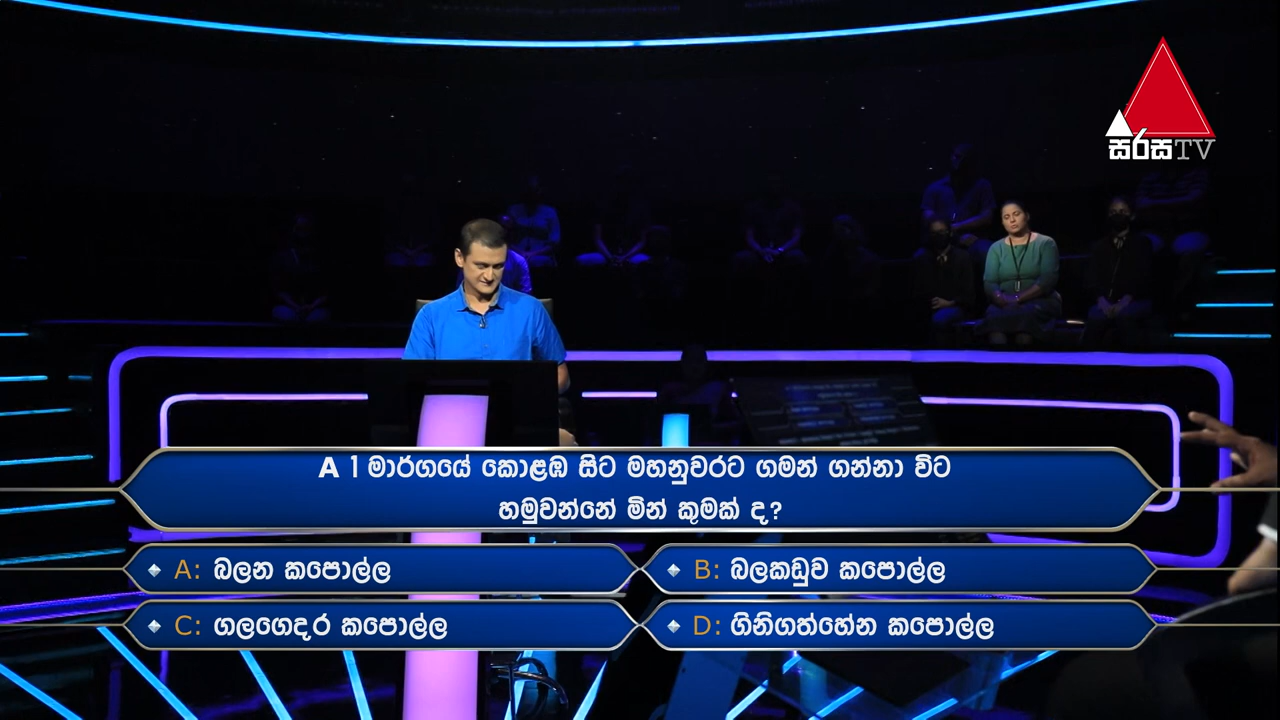 සිරස TV
A 1 මාර්ගයේ කොළඹ සිට මහනුවරට ගමන් ගන්නා විට
හමුවන්නේ මින් කුමක් ද?
A: බලන කපොල්ල
B: බලකඩුව කපොල්ල
C: ගලගෙදර කපොල්ල
D: ගිනිගත්හේන කපොල්ල